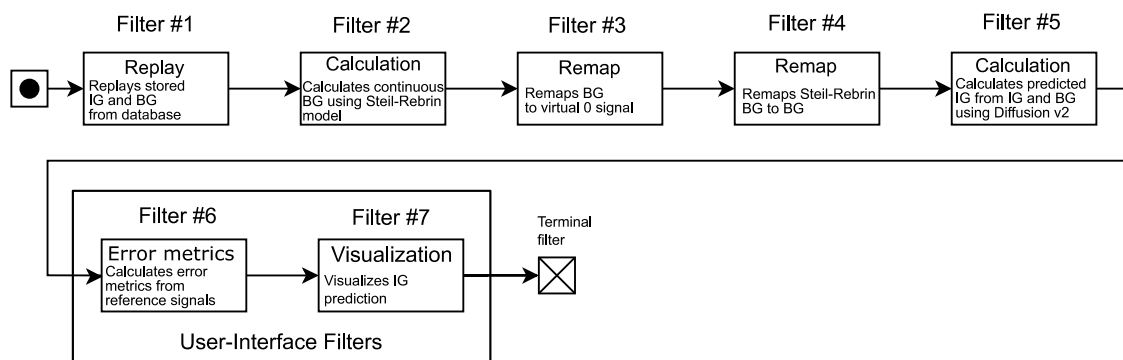 Filter #1
Replay
Replays stored
IG and BG
from database
Filter #2
Calculation
Calculates continuous
BG using Steil-Rebrin
model
Filter #3
Remap
Remaps BG
to virtual 0 signal
Filter #4
Remap
Remaps Steil-Rebrin
BG to BG
Filter #5
Calculation
Calculates predicted
IG from IG and BG
using Diffusion v2
Filter #6
Error metrics
Calculates error
metrics from
reference signals
Filter #7
Visualization
Visualizes IG
prediction
Terminal
filter
User-Interface Filters